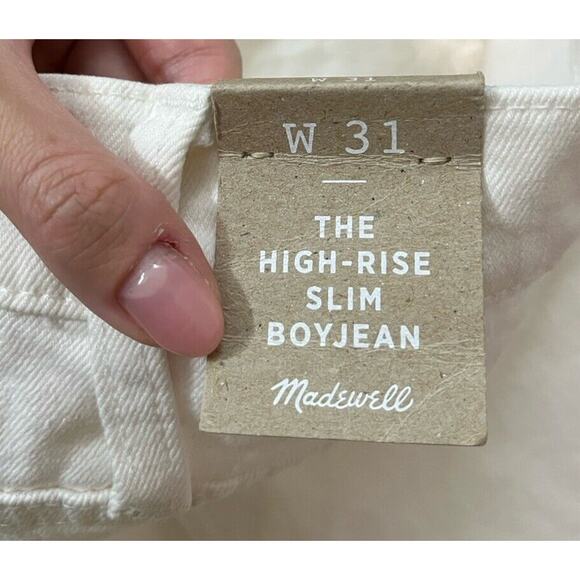 W 31
THE
HIGH-RISE
SLIM
BOYJEAN
Madewell